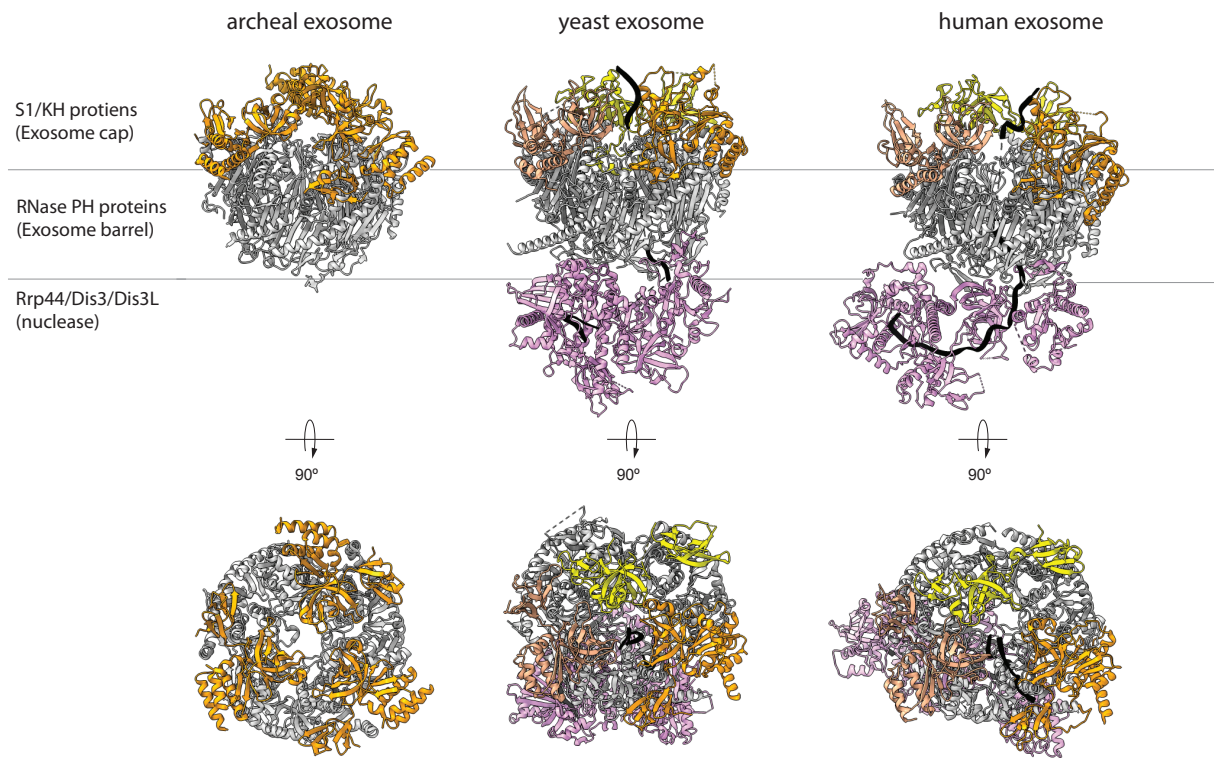 archeal exosome
yeast exosome
human exosome
S1/KH protiens
(Exosome cap)
RNase PH proteins
(Exosome barrel)
Rrp44/Dis3/Dis3L
(nuclease)
90º
90º
90º